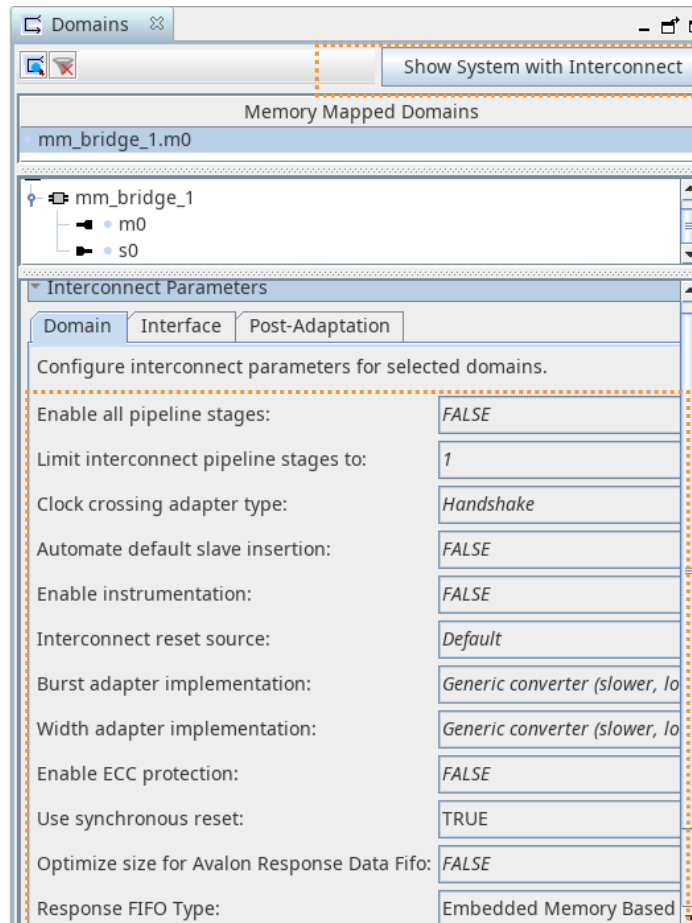 Domains
Show System with Interconnect
Memory Mapped Domains
mm_bridge_1.m0
mm_bridge_1
m0
s0
Interconnect Parameters
Domain Interface Post-Adaptation
Configure interconnect parameters for selected domains.
Enable all pipeline stages: FALSE
Limit interconnect pipeline stages to: 1
Clock crossing adapter type: Handshake
Automate default slave insertion: FALSE
Enable instrumentation: FALSE
Interconnect reset source: Default
Burst adapter implementation: Generic converter (slower, lo
Width adapter implementation: Generic converter (slower, lo
Enable ECC protection: FALSE
Use synchronous reset: TRUE
Optimize size for Avalon Response Data Fifo: FALSE
Response FIFO Type: Embedded Memory Based